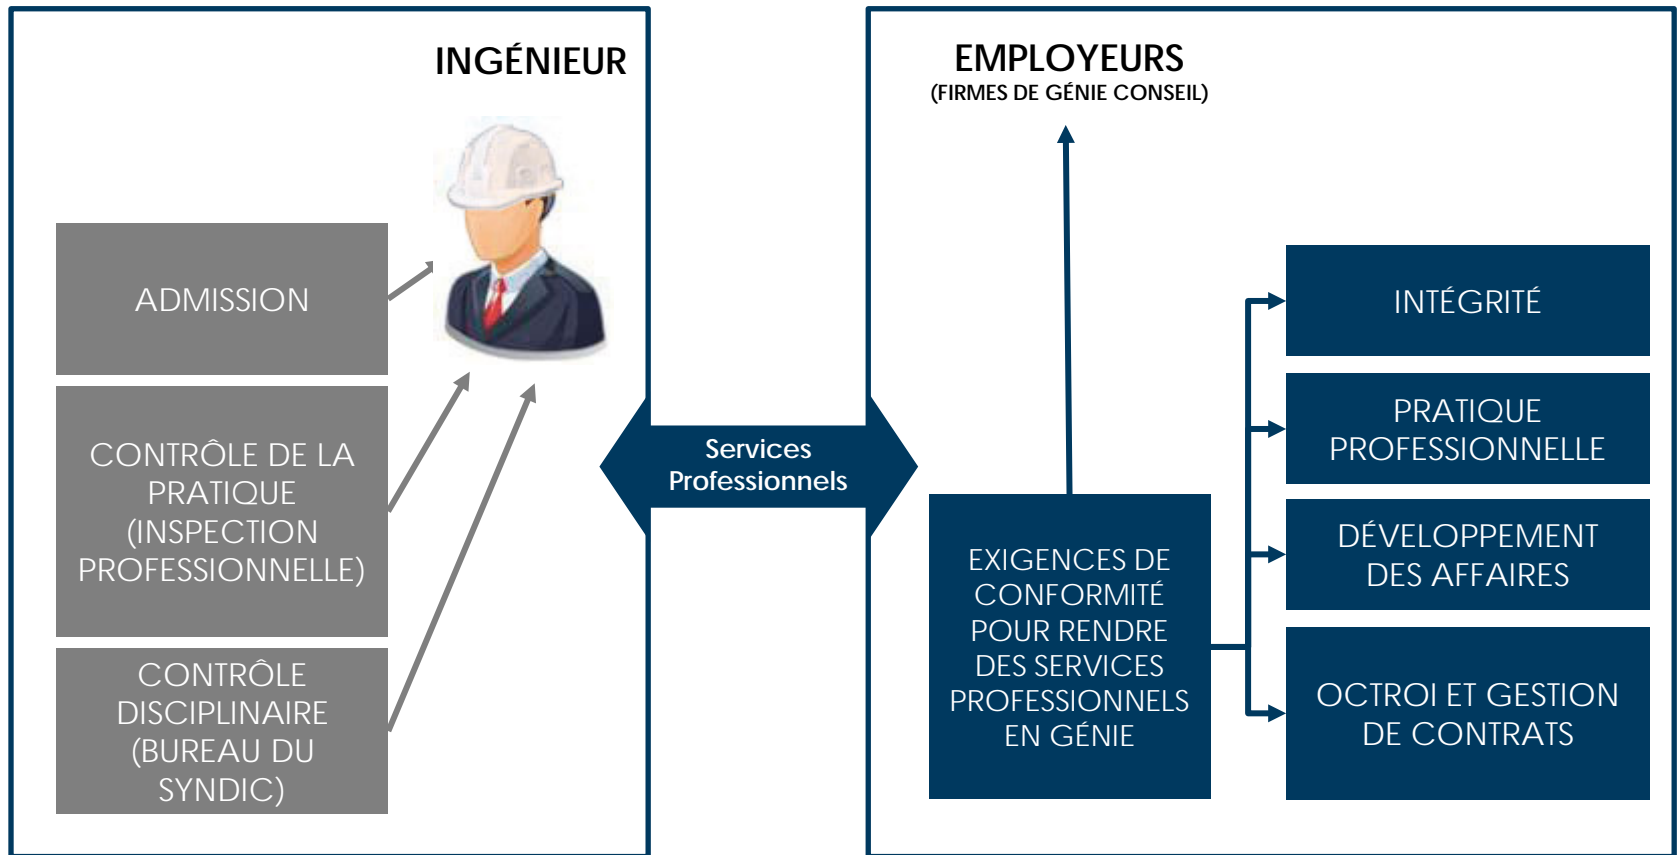 INGÉNIEUR
ADMISSION
CONTRÔLE DE LA
PRATIQUE
(INSPECTION
PROFESSIONNELLE)
CONTRÔLE
DISCIPLINAIRE
(BUREAU DU
SYNDIC)
Services
Professionnels
EMPLOYEURS
(FIRMES DE GÉNIE CONSEIL)
EXIGENCES DE
CONFORMITÉ
POUR RENDRE
DES SERVICES
PROFESSIONNELS
EN GÉNIE
INTÉGRITÉ
PRATIQUE
PROFESSIONNELLE
DÉVELOPPEMENT
DES AFFAIRES
OCTROI ET GESTION
DE CONTRATS